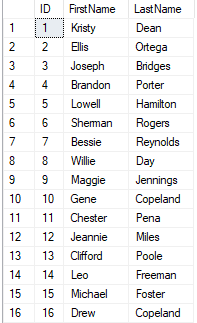 ID FirstName LastName
1 1 Kristy Dean
2 2 Ellis Ortega
3 3 Joseph Bridges
4 4 Brandon Porter
5 5 Lowell Hamilton
6 6 Sherman Rogers
7 7 Bessie Reynolds
8 8 Willie Day
9 9 Maggie Jennings
10 10 Gene Copeland
11 11 Chester Pena
12 12 Jeannie Miles
13 13 Clifford Poole
14 14 Leo Freeman
15 15 Michael Foster
16 16 Drew Copeland